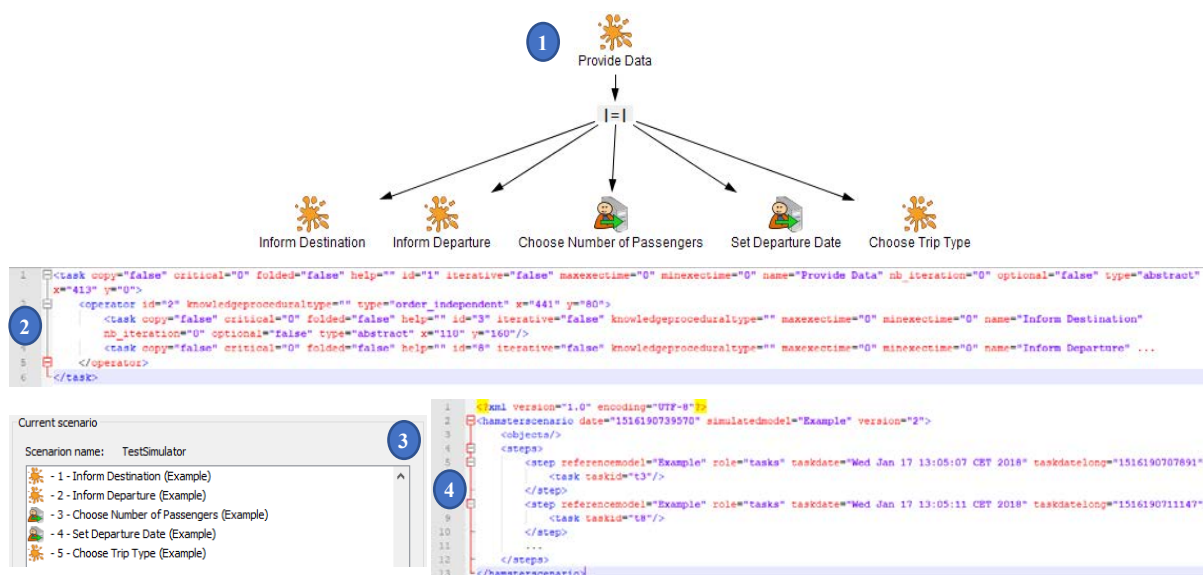 1
Provide Data
|=|
Inform Destination
Inform Departure
Choose Number of Passengers
Set Departure Date
Choose Trip Type
2
1 <task copy="false" critical="0" folded="false" help="" id="1" iterative="false" maxexectime="0" minexectime="0" name="Provide Data" nb_iteration="0" optional="false" type="abstract"
x="413" y="0">
<operator id="2" knowledgeproceduraltype="" type="order_independent" x="441" y="80">
<task copy="false" critical="0" folded="false" help="" id="3" iterative="false" knowledgeproceduraltype="" maxexectime="0" minexectime="0" name="Inform Destination"
nb_iteration="0" optional="false" type="abstract" x="110" y="160"/>
<task copy="false" critical="0" folded="false" help="" id="8" iterative="false" knowledgeproceduraltype="" maxexectime="0" minexectime="0" name="Inform Departure" ...
5 </operator>
6 </task>
Current scenario
3
Scenarion name: TestSimulator
- 1 - Inform Destination (Example)
- 2 - Inform Departure (Example)
- 3 - Choose Number of Passengers (Example)
- 4 - Set Departure Date (Example)
- 5 - Choose Trip Type (Example)
4
1 <?xml version="1.0" encoding="UTF-8"?>
2 <hamsterscenario date="1516190739570" simulatedmodel="Example" version="2">
3 <objects/>
4 <steps>
5 <step referencemodel="Example" role="tasks" taskdate="Wed Jan 17 13:05:07 CET 2018" taskdatelong="1516190707891"
<task taskid="t3"/>
</step>
<step referencemodel="Example" role="tasks" taskdate="Wed Jan 17 13:05:11 CET 2018" taskdatelong="1516190711147"
9 <task taskid="t8"/>
10 </step>
11 ...
12 </steps>
13 </hamsterscenario>